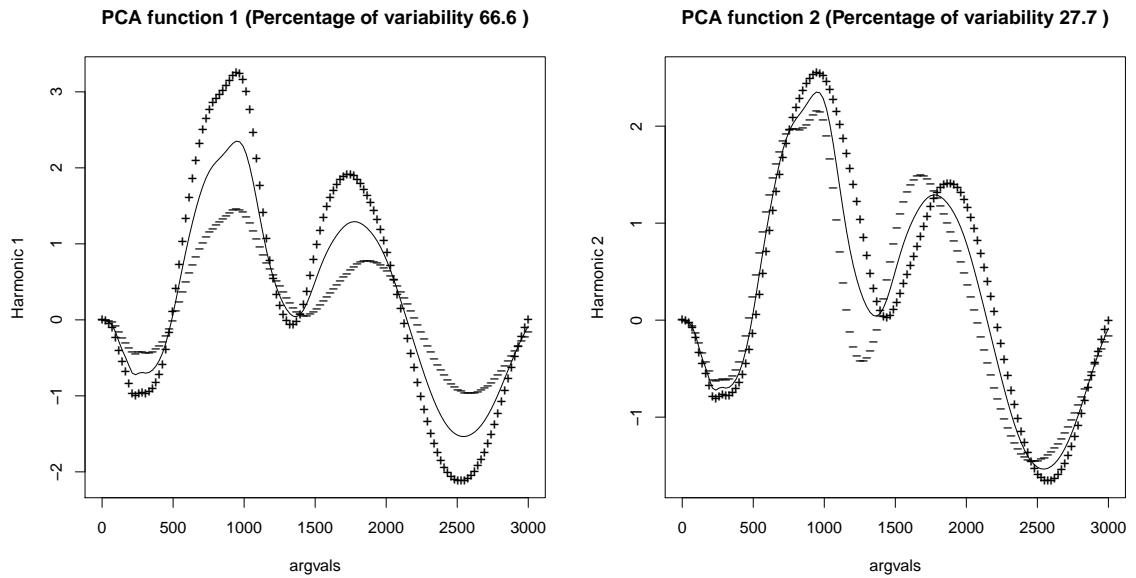 PCA function 1 (Percentage of variability 66.6 )
Harmonic 1
3
2
1
0
−1
−2
0 500 1000 1500 2000 2500 3000
argvals
PCA function 2 (Percentage of variability 27.7 )
Harmonic 2
2
1
0
−1
0 500 1000 1500 2000 2500 3000
argvals